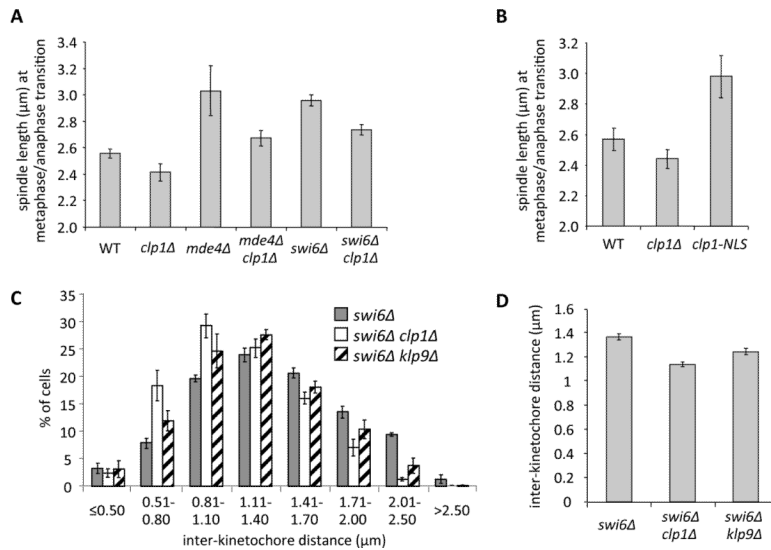 A
spindle length (µm) at
metaphase/anaphase transition
3.4
3.2
3.0
2.8
2.6
2.4
2.2
2.0
WT
clp1Δ
mde4Δ
mde4Δ
clp1Δ
swi6Δ
swi6Δ
clp1Δ
B
spindle length (µm) at
metaphase/anaphase transition
3.4
3.2
3.0
2.8
2.6
2.4
2.2
2.0
WT
clp1Δ
clp1-NLS
C
% of cells
35
30
25
20
15
10
5
0
swi6Δ
swi6Δ clp1Δ
swi6Δ klp9Δ
≤0.50
0.51-
0.80
0.81-
1.10
1.11-
1.40
1.41-
1.70
1.71-
2.00
2.01-
2.50
>2.50
inter-kinetochore distance (µm)
D
inter-kinetochore distance (µm)
1.6
1.4
1.2
1
0.8
0.6
0.4
0.2
0
swi6Δ
swi6Δ
clp1Δ
swi6Δ
klp9Δ